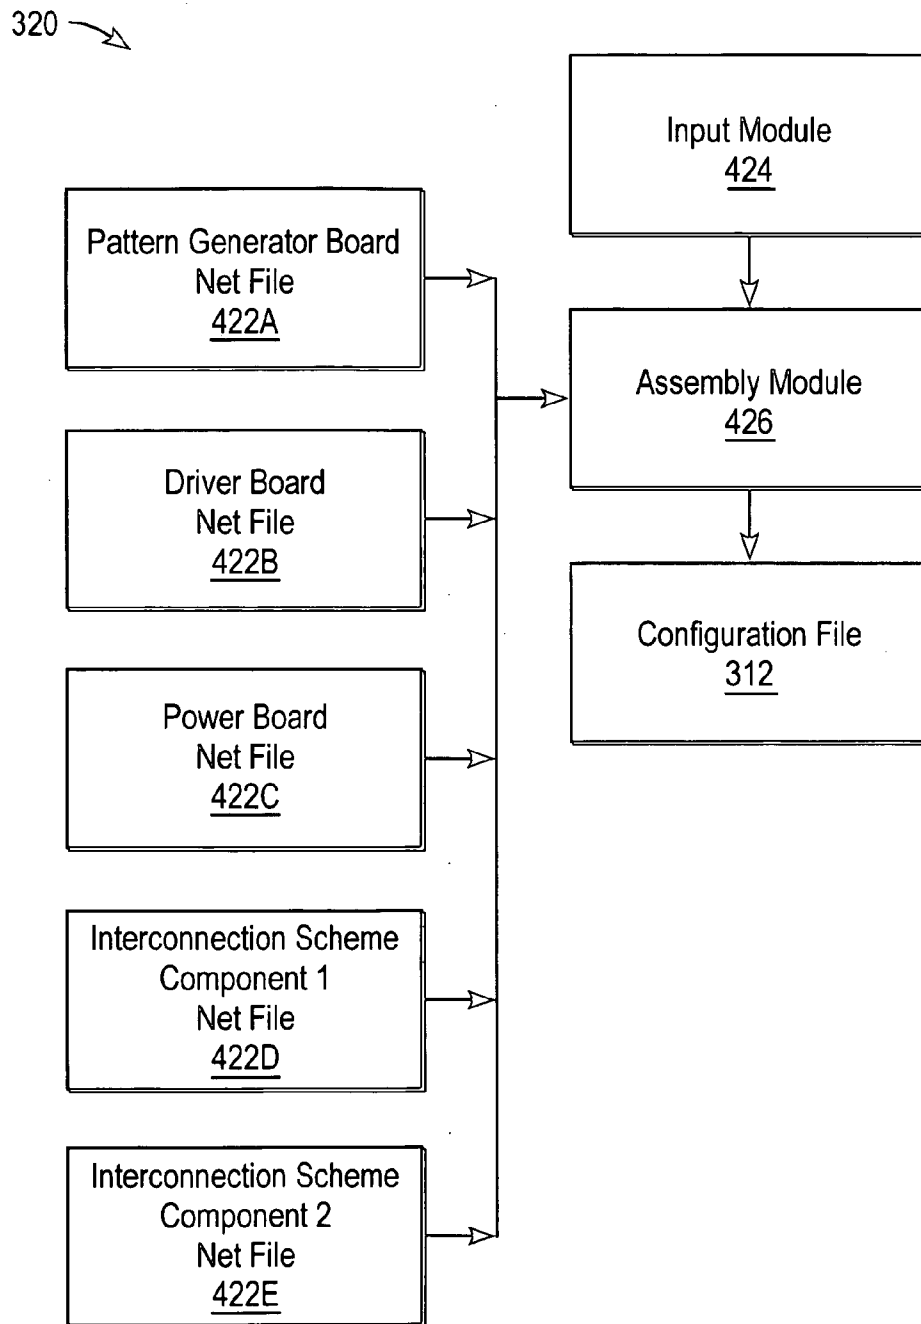 320
Input Module
424
Pattern Generator Board
Net File
422A
Assembly Module
426
Driver Board
Net File
422B
Configuration File
312
Power Board
Net File
422C
Interconnection Scheme
Component 1
Net File
422D
Interconnection Scheme
Component 2
Net File
422E